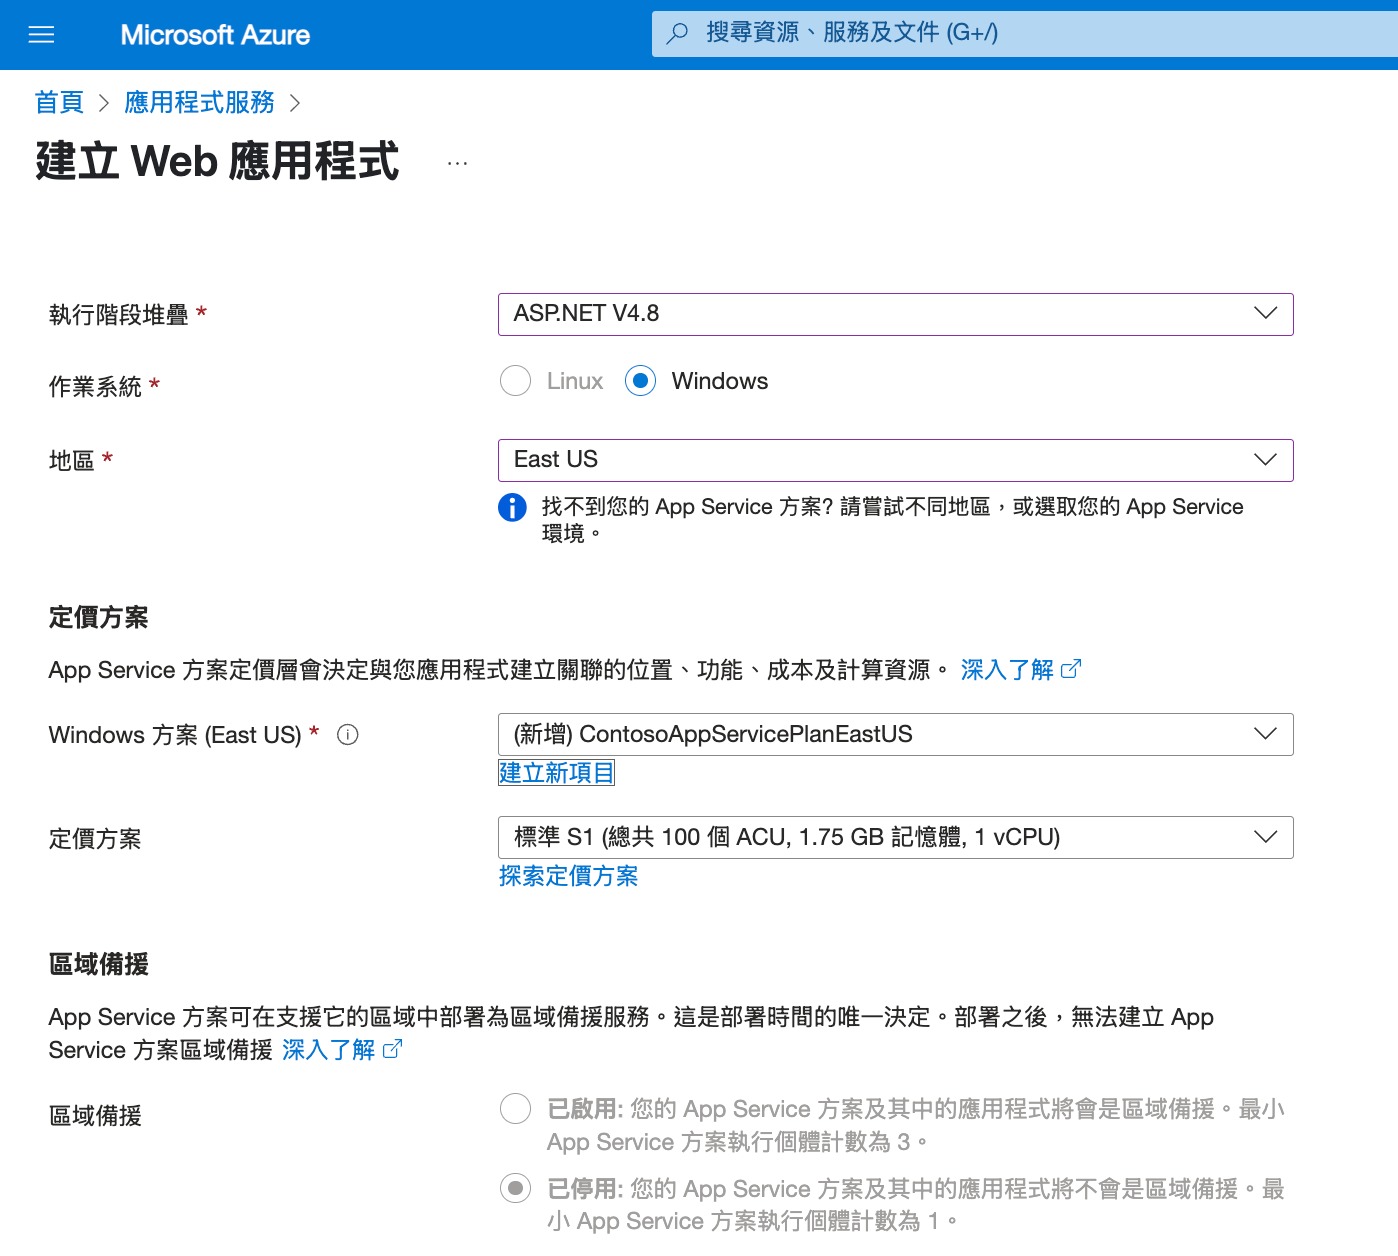 Microsoft Azure
搜尋資源、服務及文件 (G+/)
首頁 > 應用程式服務 >
建立 Web 應用程式 ...
執行階段堆疊 *
ASP.NET V4.8
作業系統 *
Linux
Windows
地區 *
East US
找不到您的 App Service 方案? 請嘗試不同地區，或選取您的 App Service
環境。
定價方案
App Service 方案定價層會決定與您應用程式建立關聯的位置、功能、成本及計算資源。 深入了解
Windows 方案 (East US) *
(新增) ContosoAppServicePlanEastUS
建立新項目
定價方案
標準 S1 (總共 100 個 ACU, 1.75 GB 記憶體, 1 vCPU)
探索定價方案
區域備援
App Service 方案可在支援它的區域中部署為區域備援服務。這是部署時間的唯一決定。部署之後，無法建立 App
Service 方案區域備援 深入了解
區域備援
已啟用: 您的 App Service 方案及其中的應用程式將會是區域備援。最小
App Service 方案執行個體計數為 3。
已停用: 您的 App Service 方案及其中的應用程式將不會是區域備援。最
小 App Service 方案執行個體計數為 1。